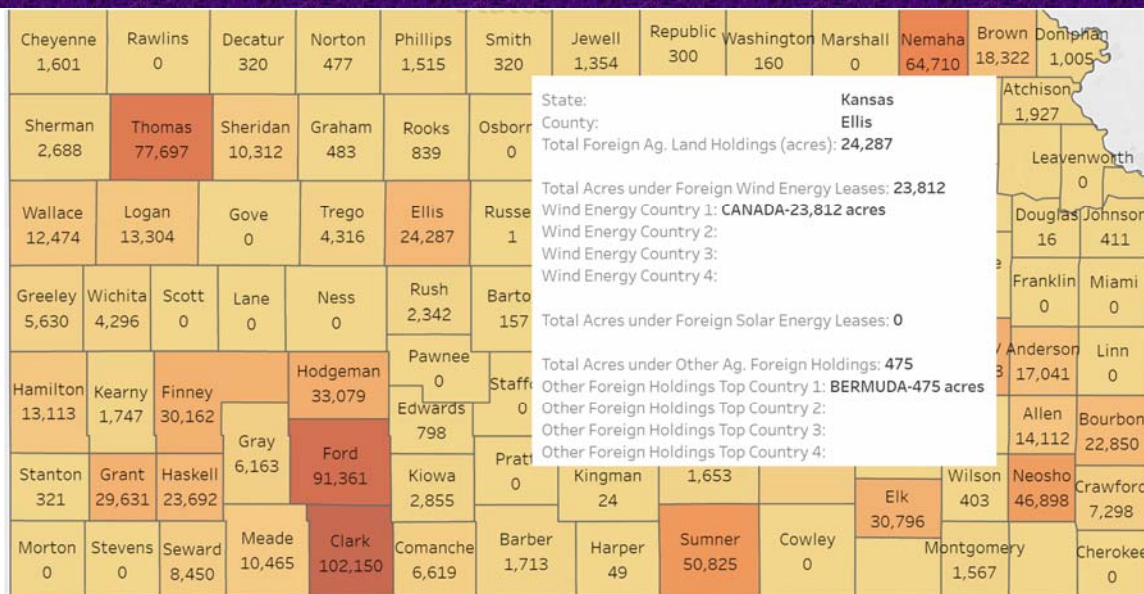 Cheyenne
1,601
Rawlins
0
Decatur
320
Norton
477
Phillips
1,515
Smith
320
Jewell
1,354
Republic
300
Washington
160
Marshall
0
Nemaha
64,710
Brown
18,322
Doniphan
1,005
Sherman
2,688
Thomas
77,697
Sheridan
10,312
Graham
483
Rooks
839
Osborn
0
Atchison
1,927
Leavenworth
0
Wallace
12,474
Logan
13,304
Gove
0
Trego
4,316
Ellis
24,287
Russe
1
Douglas
16
Johnson
411
Greeley
5,630
Wichita
4,296
Scott
0
Lane
0
Ness
0
Rush
2,342
Barto
157
Franklin
0
Miami
0
Hamilton
13,113
Kearny
1,747
Finney
30,162
Hodgeman
33,079
Pawnee
0
Edwards
798
Staffo
0
Anderson
17,041
Linn
0
Gray
6,163
Ford
91,361
Allen
14,112
Bourbon
22,850
Stanton
321
Grant
29,631
Haskell
23,692
Kiowa
2,855
Pratt
0
Kingman
24
1,653
Elk
30,796
Wilson
403
Neosho
46,898
Crawford
7,298
Morton
0
Stevens
0
Seward
8,450
Meade
10,465
Clark
102,150
Comanche
6,619
Barber
1,713
Harper
49
Sumner
50,825
Cowley
0
Montgomery
1,567
Cherokee
0
State: Kansas
County: Ellis
Total Foreign Ag. Land Holdings (acres): 24,287
Total Acres under Foreign Wind Energy Leases: 23,812
Wind Energy Country 1: CANADA-23,812 acres
Wind Energy Country 2:
Wind Energy Country 3:
Wind Energy Country 4:
Total Acres under Foreign Solar Energy Leases: 0
Total Acres under Other Ag. Foreign Holdings: 475
Other Foreign Holdings Top Country 1: BERMUDA-475 acres
Other Foreign Holdings Top Country 2:
Other Foreign Holdings Top Country 3:
Other Foreign Holdings Top Country 4: